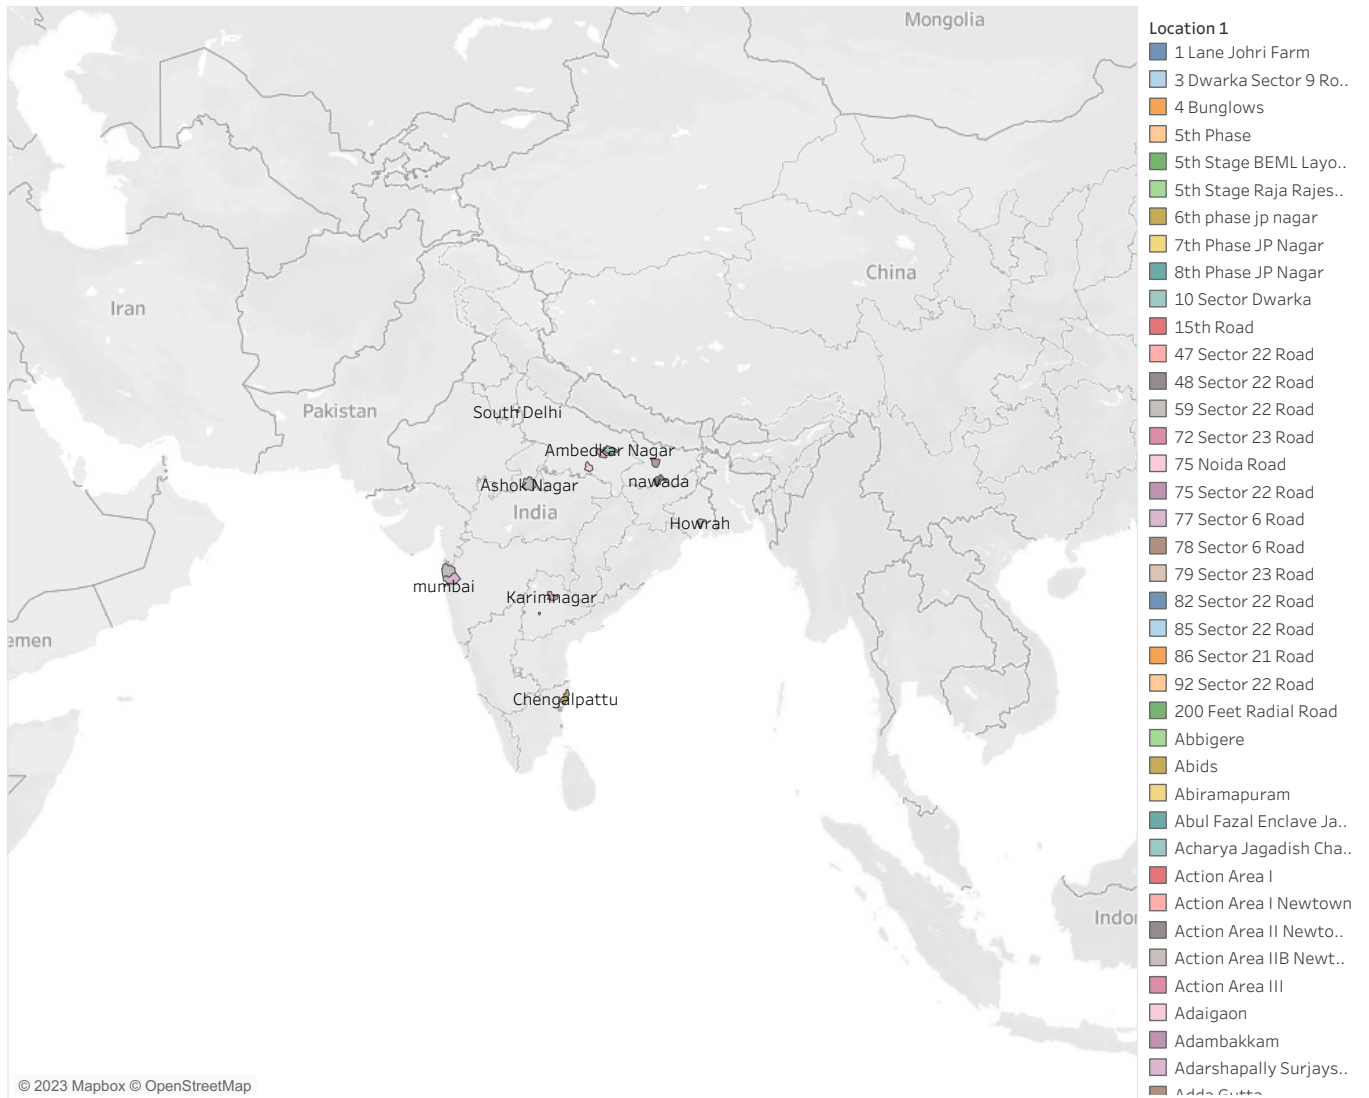 Mongolia
China
Iran
Pakistan
South Delhi
Ambedkar Nagar
Ashok Nagar
nawada
India
Howrah
mumbai
Karimnagar
emen
Chengalpattu
Indor
© 2023 Mapbox © OpenStreetMap
Location 1
1 Lane Johri Farm
3 Dwarka Sector 9 Ro..
4 Bunglows
5th Phase
5th Stage BEML Layo..
5th Stage Raja Rajes..
6th phase jp nagar
7th Phase JP Nagar
8th Phase JP Nagar
10 Sector Dwarka
15th Road
47 Sector 22 Road
48 Sector 22 Road
59 Sector 22 Road
72 Sector 23 Road
75 Noida Road
75 Sector 22 Road
77 Sector 6 Road
78 Sector 6 Road
79 Sector 23 Road
82 Sector 22 Road
85 Sector 22 Road
86 Sector 21 Road
92 Sector 22 Road
200 Feet Radial Road
Abbigere
Abids
Abiramapuram
Abul Fazal Enclave Ja..
Acharya Jagadish Cha..
Action Area I
Action Area I Newtown
Action Area II Newto..
Action Area IIB Newt..
Action Area III
Adaigaon
Adambakkam
Adarshapally Surjays..
Adda Gutta